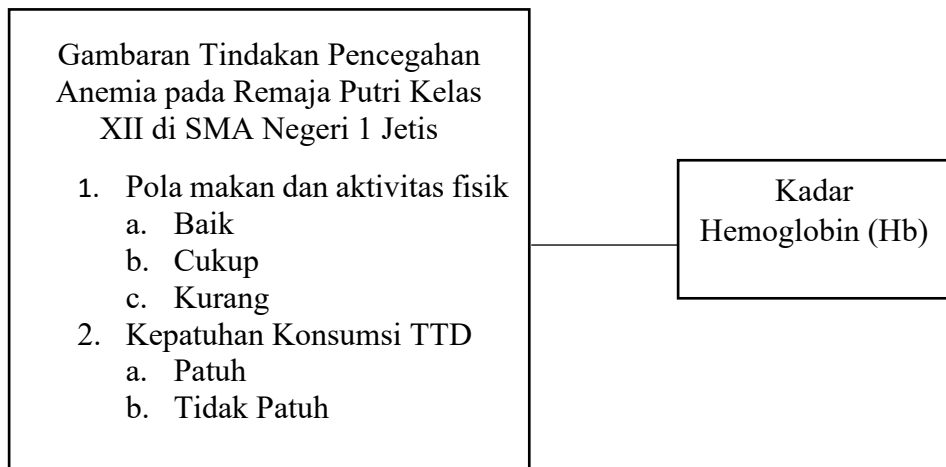 Gambaran Tindakan Pencegahan
Anemia pada Remaja Putri Kelas
XII di SMA Negeri 1 Jetis
1. Pola makan dan aktivitas fisik
a. Baik
b. Cukup
c. Kurang
2. Kepatuhan Konsumsi TTD
a. Patuh
b. Tidak Patuh
Kadar
Hemoglobin (Hb)